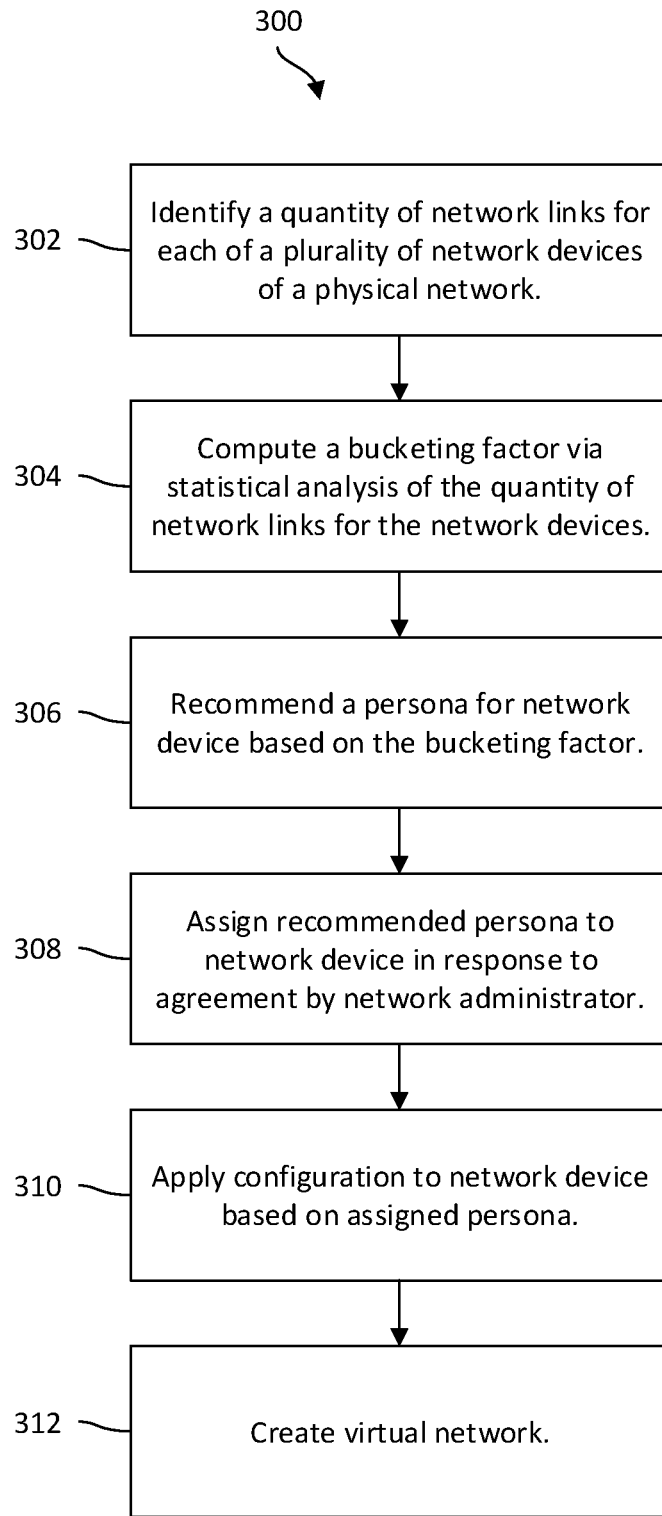 300
302
Identify a quantity of network links for
each of a plurality of network devices
of a physical network.
304
Compute a bucketing factor via
statistical analysis of the quantity of
network links for the network devices.
306
Recommend a persona for network
device based on the bucketing factor.
308
Assign recommended persona to
network device in response to
agreement by network administrator.
310
Apply configuration to network device
based on assigned persona.
312
Create virtual network.